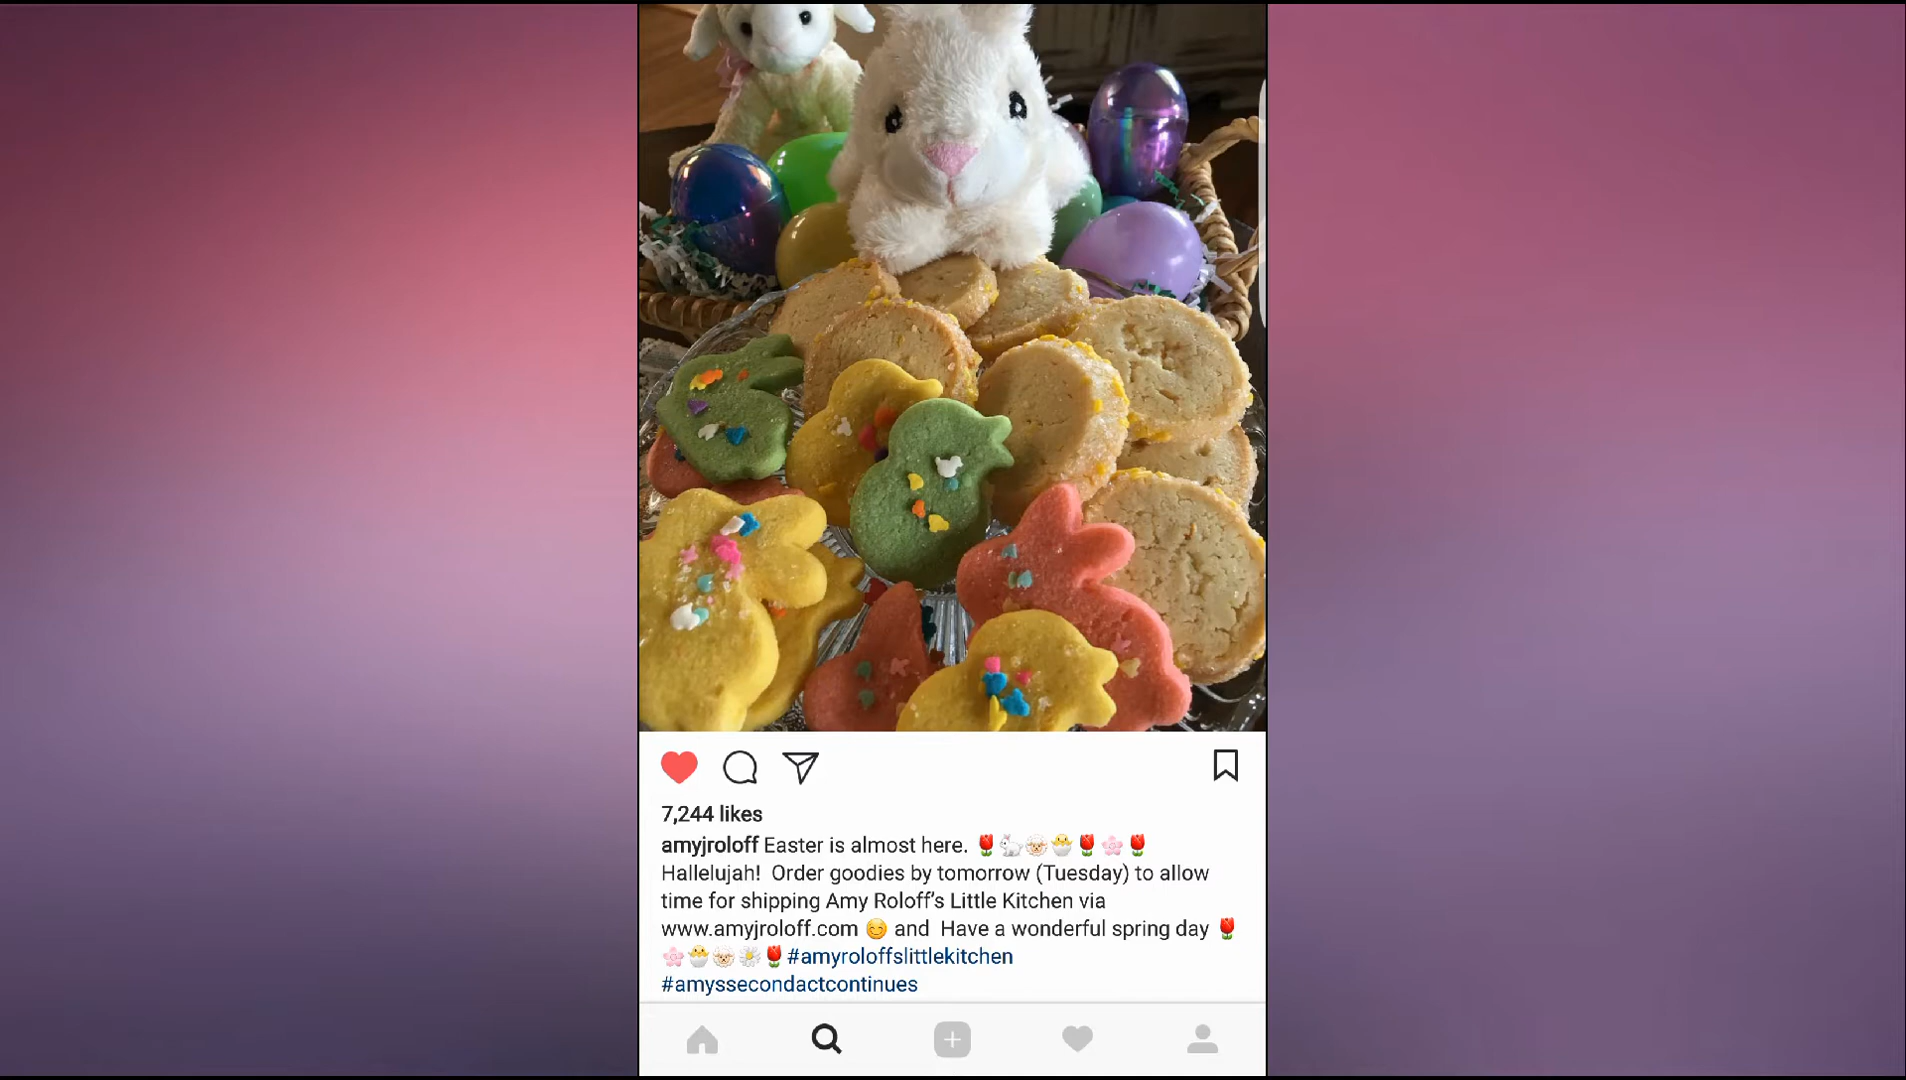 7,244 likes
amyjroloff Easter is almost here. 🌷🐇🐑🐣🌷🌸🌷
Hallelujah!  Order goodies by tomorrow (Tuesday) to allow
time for shipping Amy Roloff's Little Kitchen via
www.amyjroloff.com 😊 and  Have a wonderful spring day 🌷
🌸🐣🐑🌼🌷#amyroloffslittlekitchen
#amyssecondactcontinues